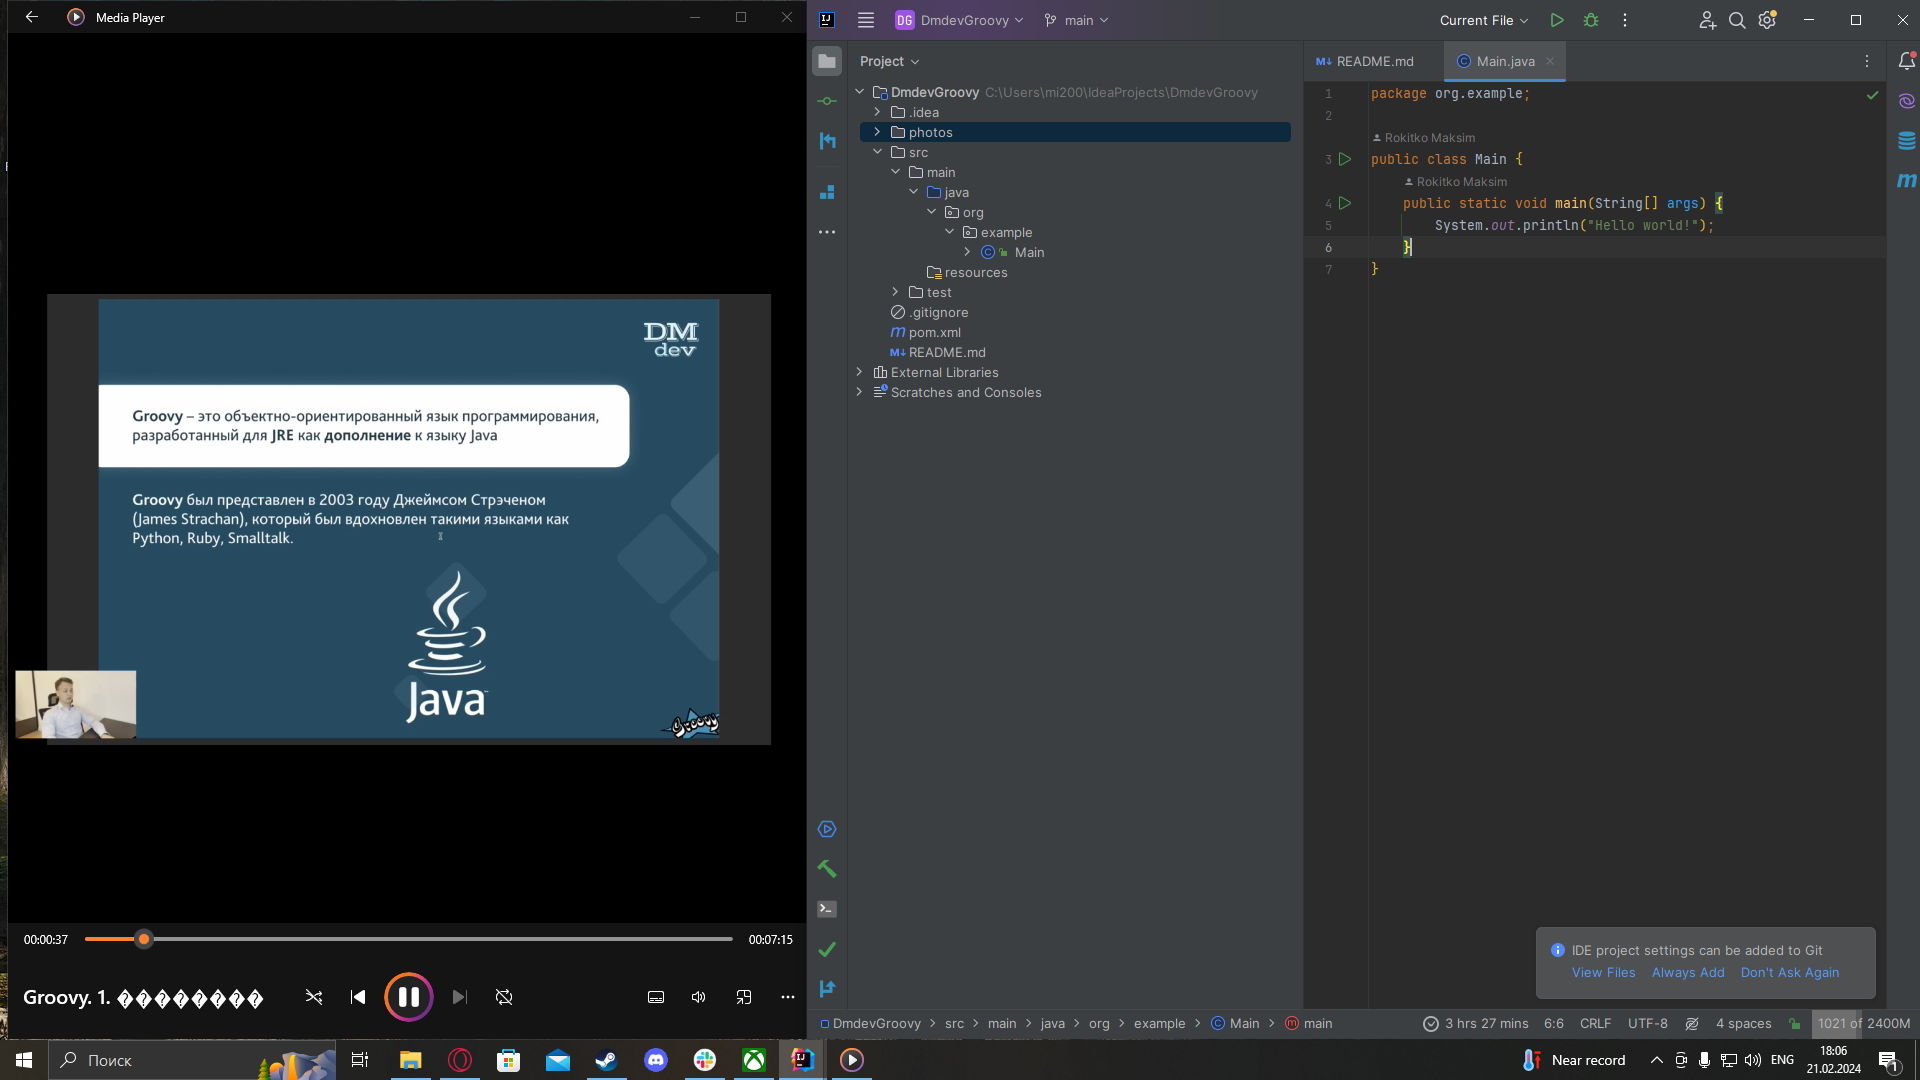 Media Player
DM
dev
Groovy – это объектно-ориентированный язык программирования,
разработанный для JRE как дополнение к языку Java
Groovy был представлен в 2003 году Джеймсом Стрэченом
(James Strachan), который был вдохновлен такими языками как
Python, Ruby, Smalltalk.
Java
Groovy
00:00:37
00:07:15
Groovy. 1. ��������
DG DmdevGroovy
main
Current File
Project
DmdevGroovy C:\Users\mi200\IdeaProjects\DmdevGroovy
.idea
photos
src
main
java
org
example
Main
resources
test
.gitignore
pom.xml
README.md
External Libraries
Scratches and Consoles
README.md
Main.java
1 package org.example;
2
Rokitko Maksim
3 public class Main {
Rokitko Maksim
4 public static void main(String[] args) {
5 System.out.println("Hello world!");
6 }
7 }
IDE project settings can be added to Git
View Files Always Add Don't Ask Again
DmdevGroovy > src > main > java > org > example > Main > main
3 hrs 27 mins 6:6 CRLF UTF-8 4 spaces 1021 of 2400M
Поиск
Near record
ENG
18:06
21.02.2024
1